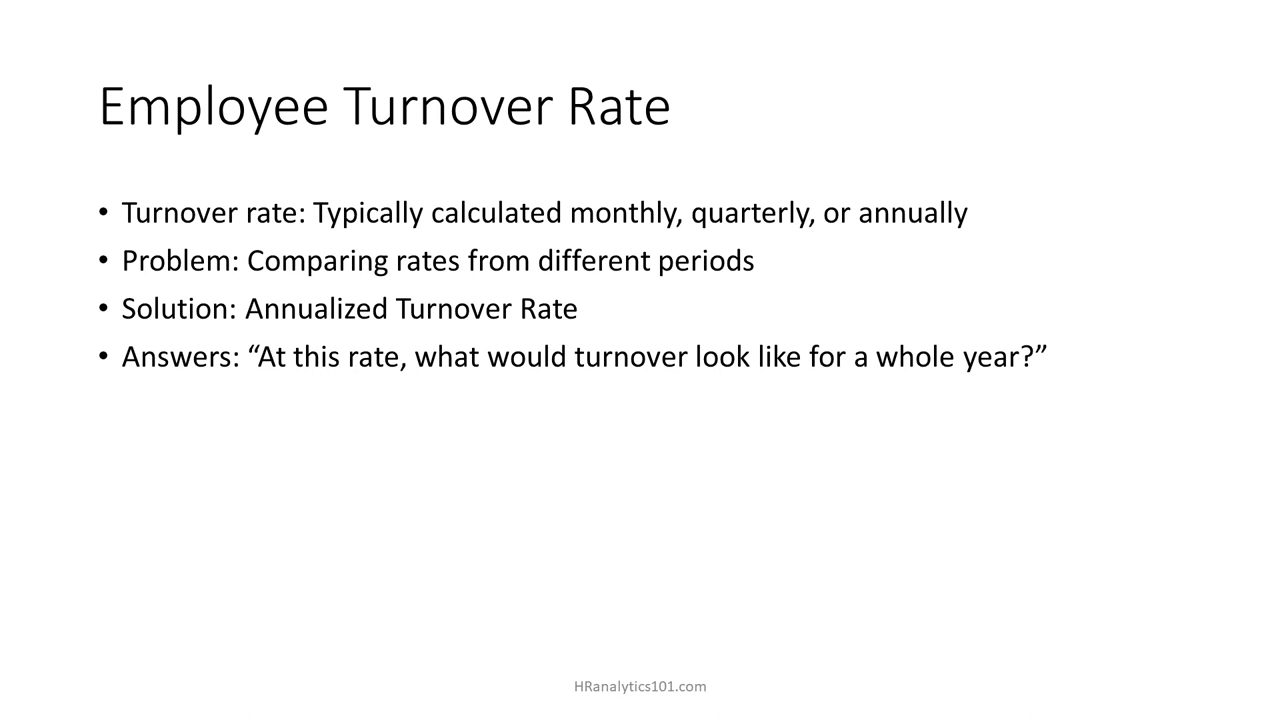 Employee Turnover Rate
• Turnover rate: Typically calculated monthly, quarterly, or annually
• Problem: Comparing rates from different periods
• Solution: Annualized Turnover Rate
• Answers: “At this rate, what would turnover look like for a whole year?”
HRanalytics101.com